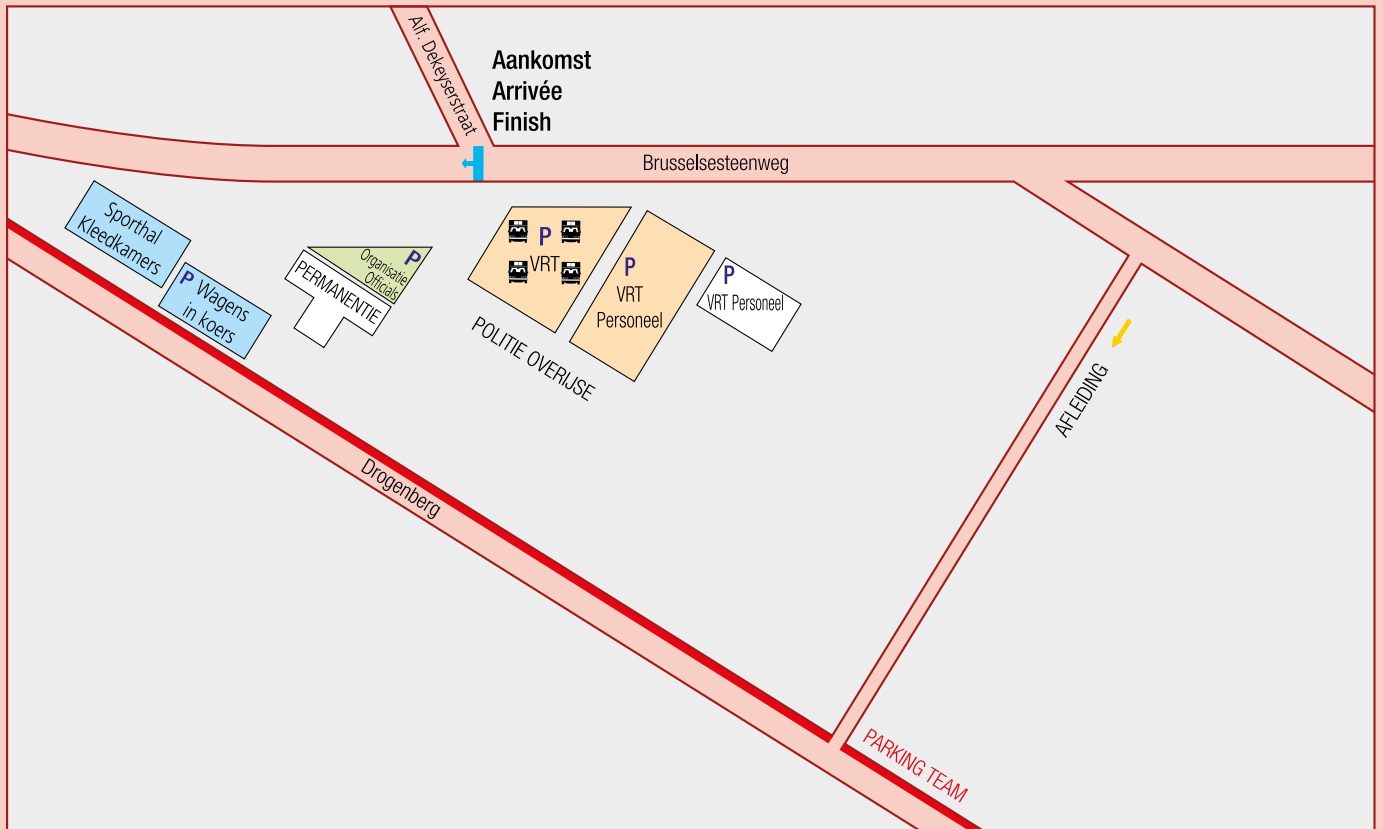 Alf. Dekeyserstraat
Aankomst
Arrivée
Finish
Brusselsesteenweg
Sporthal
Kleedkamers
P Wagens
in koers
P
Organisatie
Officials
PERMANENTIE
P
VRT
POLITIE OVERIJSE
P
VRT
Personeel
P
VRT Personeel
AFLEIDING
Drogenberg
PARKING TEAM